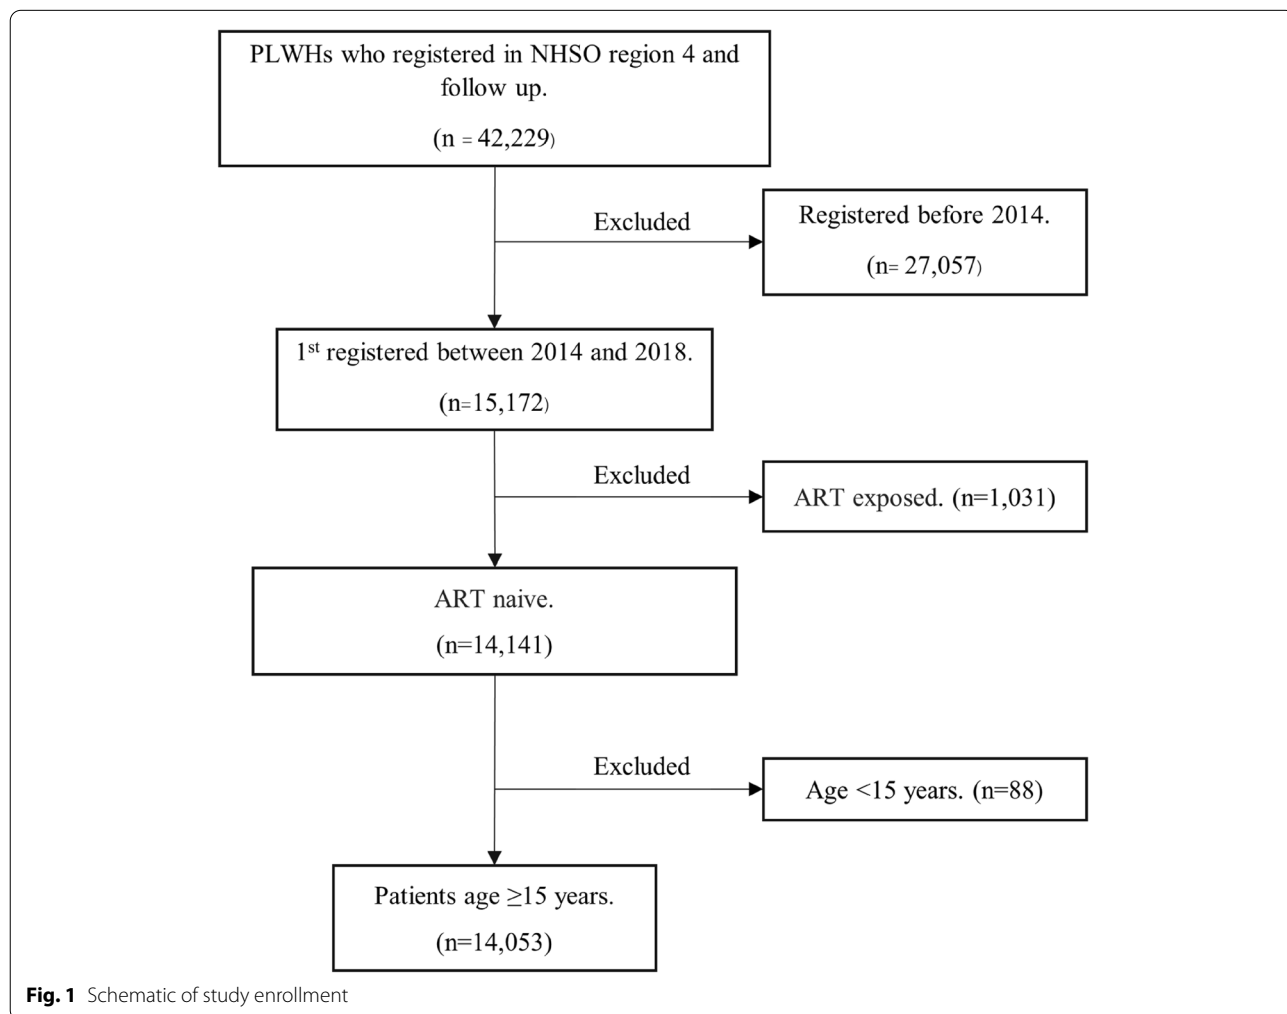 PLWHs who registered in NHSO region 4 and
follow up.
(n = 42,229)
Excluded
Registered before 2014.
(n= 27,057)
1st registered between 2014 and 2018.
(n=15,172)
Excluded
ART exposed. (n=1,031)
ART naive.
(n=14,141)
Excluded
Age <15 years. (n=88)
Patients age ≥15 years.
(n=14,053)
Fig. 1 Schematic of study enrollment